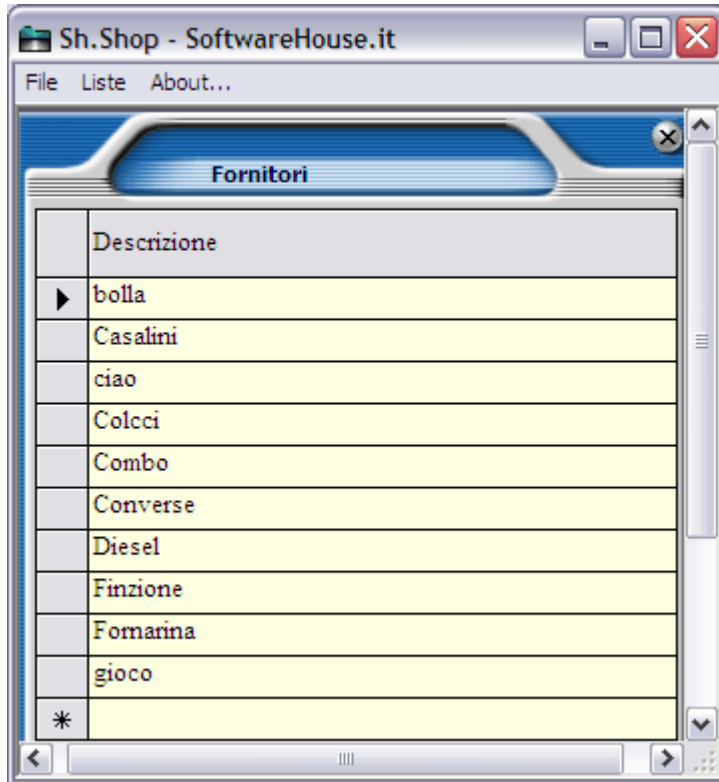 Sh.Shop - SoftwareHouse.it
File Liste About...
Fornitori
Descrizione
bolla
Casalini
ciao
Colcci
Combo
Converse
Diesel
Finzione
Fornarina
gioco